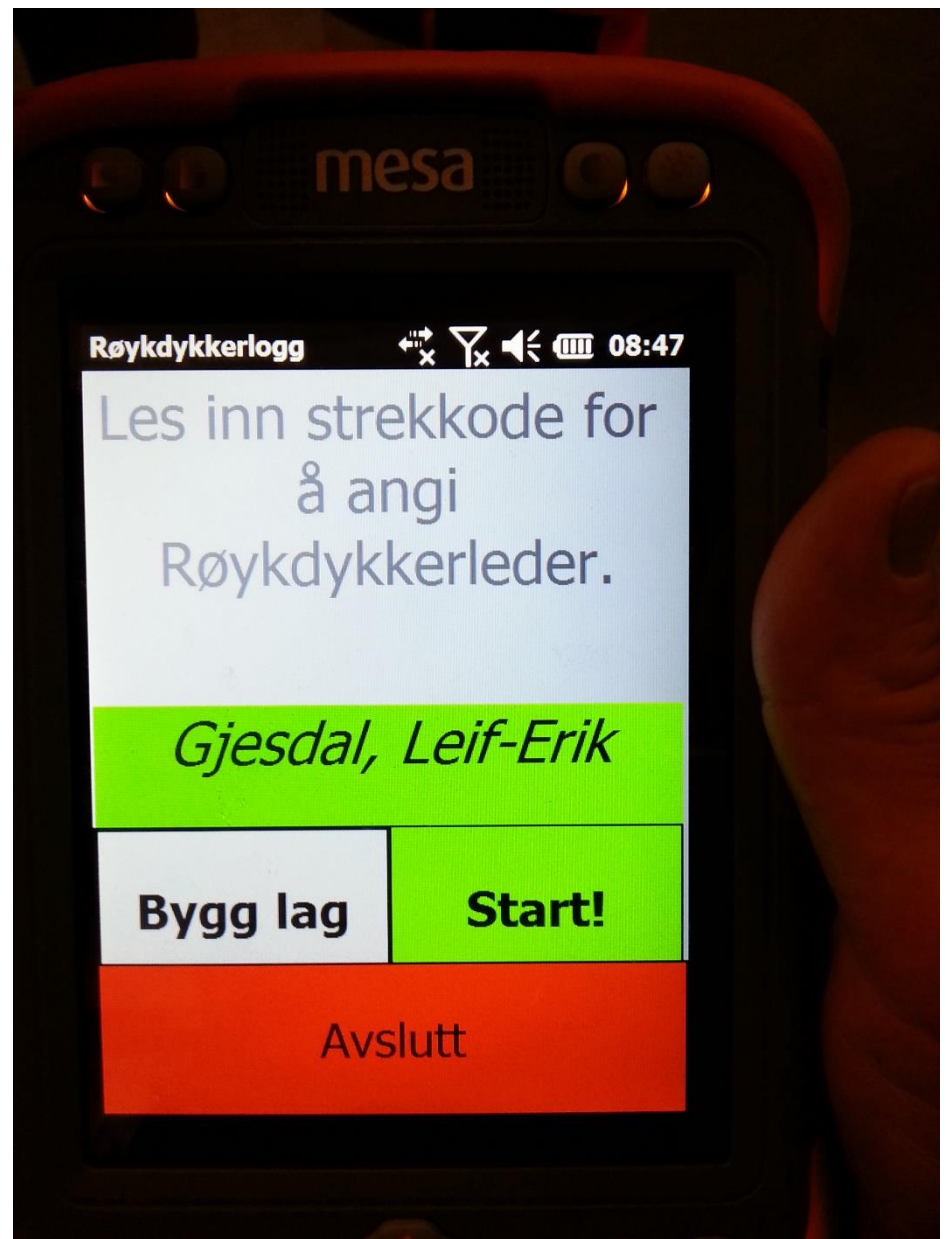 mesa
Røykdykkerlogg 08:47
Les inn strekkode for
å angi
Røykdykkerleder.
Gjesdal, Leif-Erik
Bygg lag Start!
Avslutt